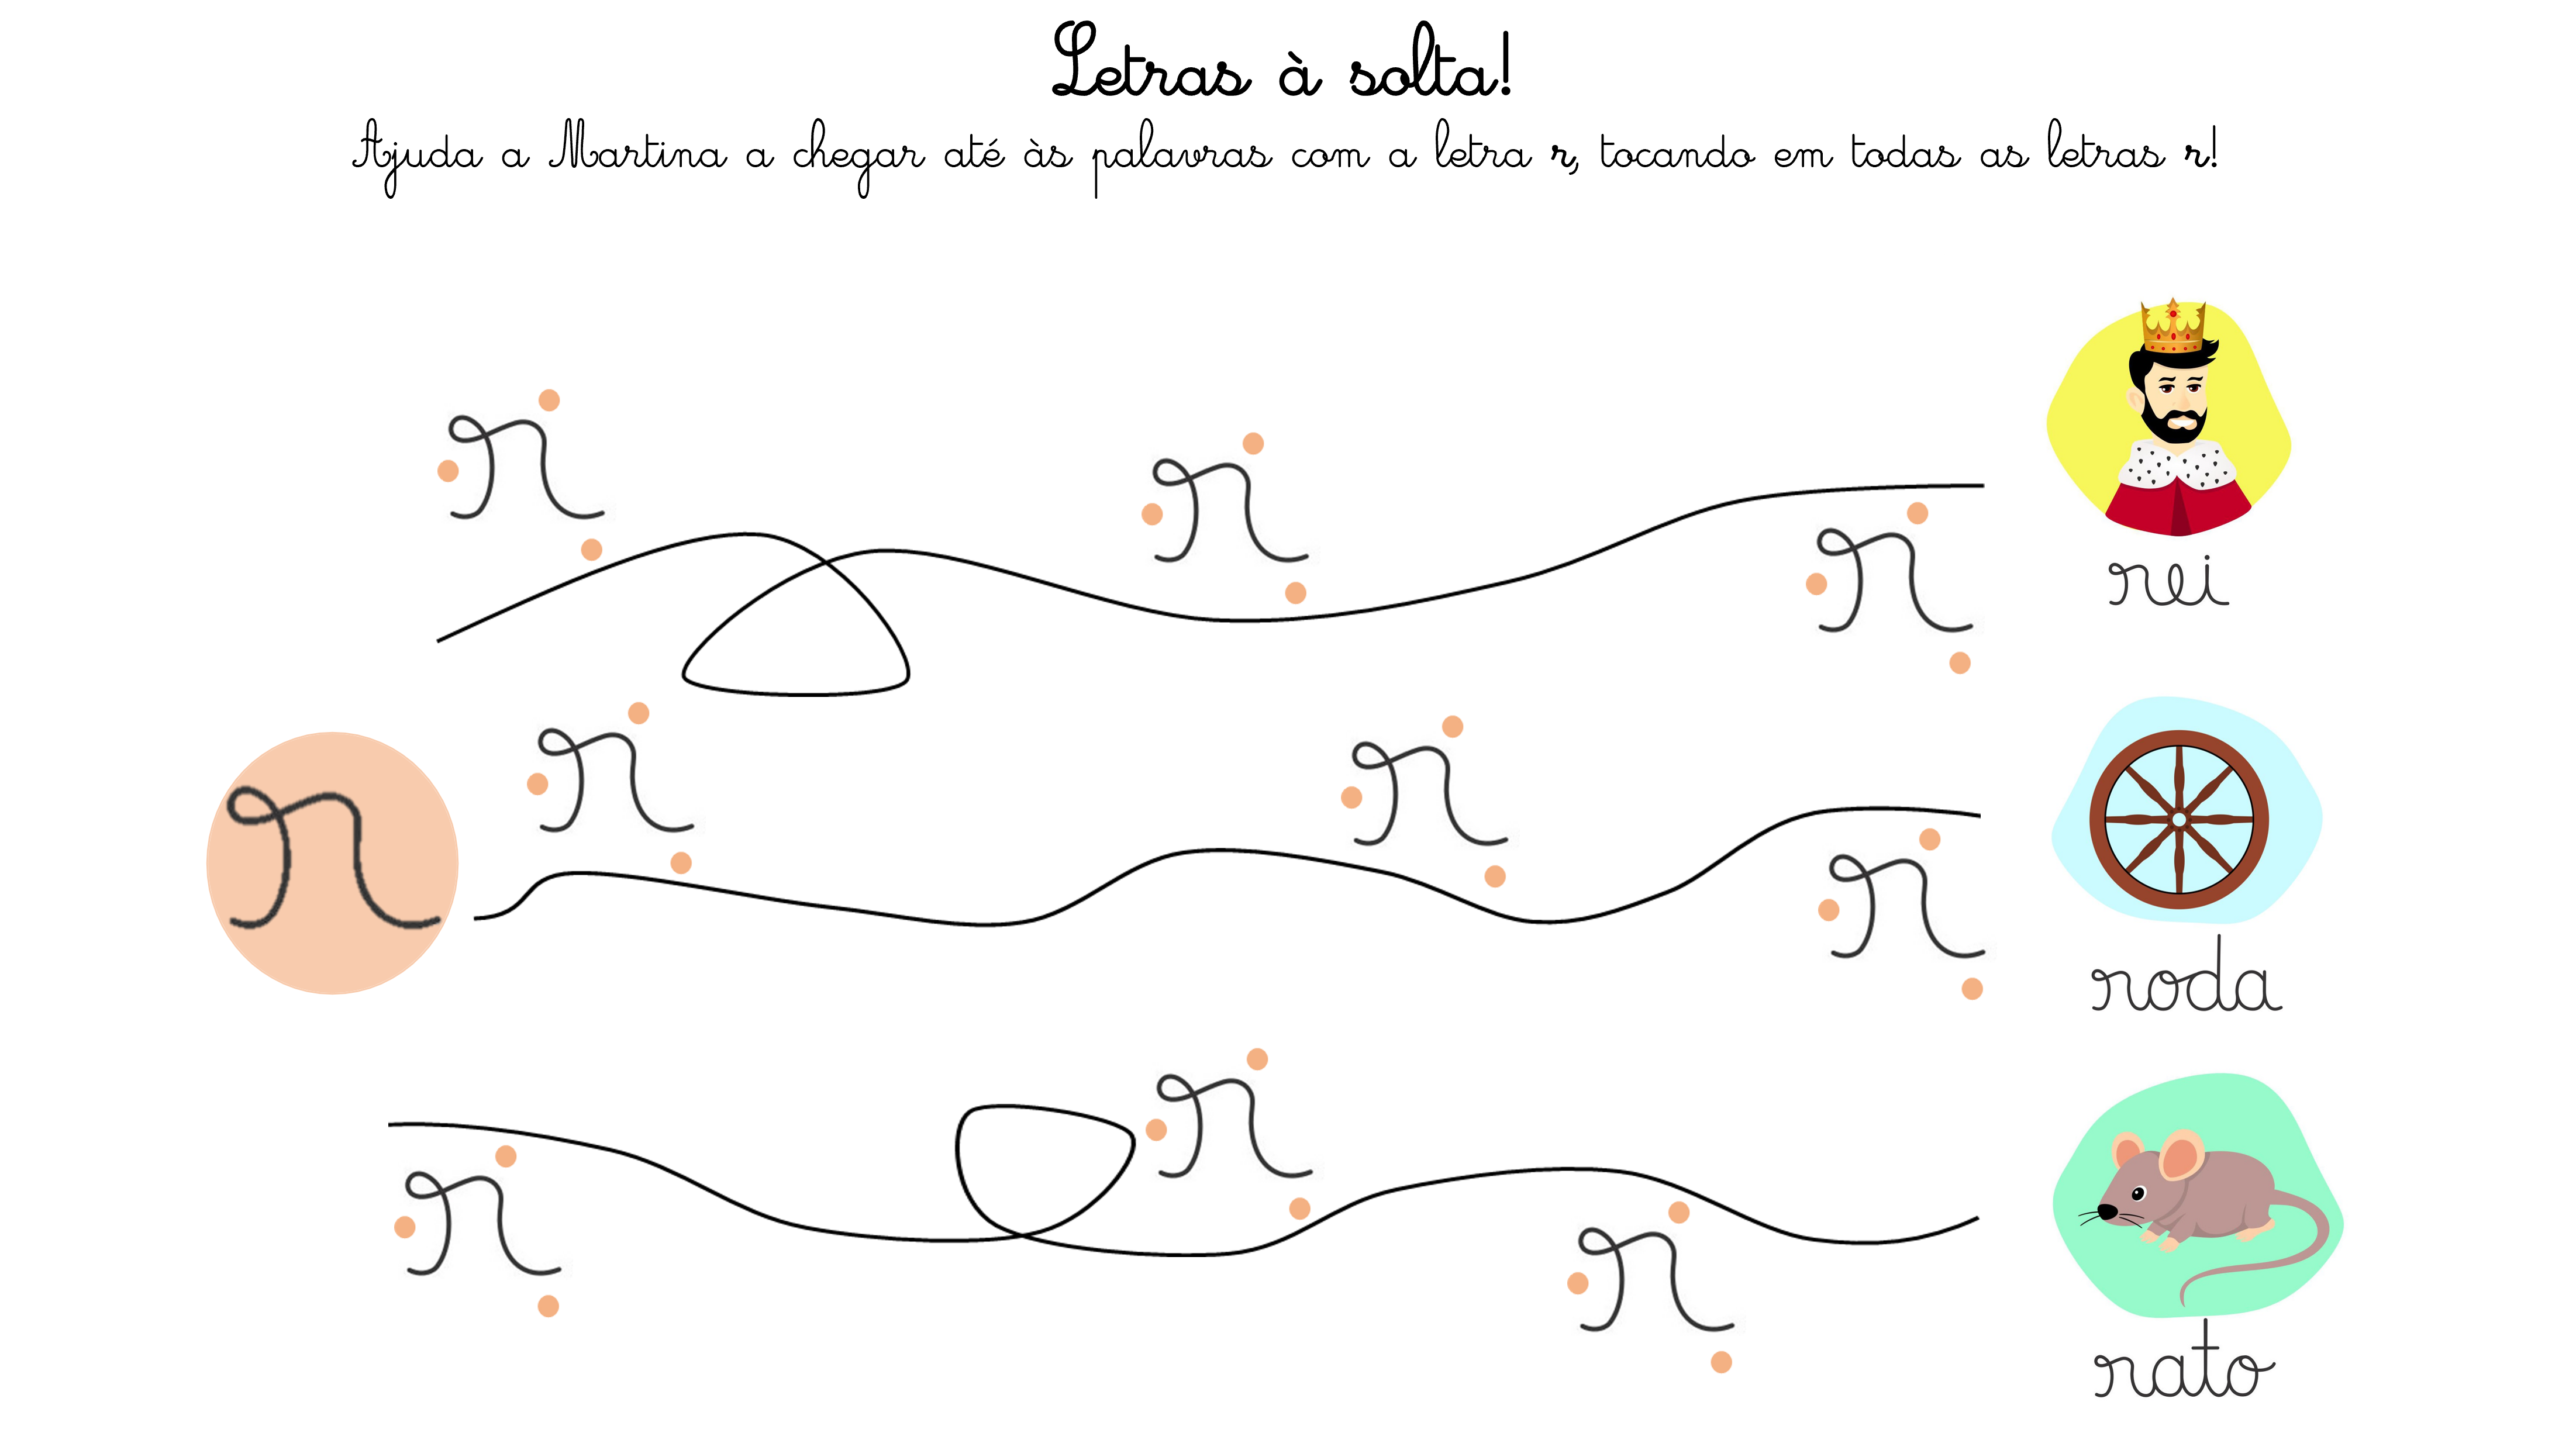 Letras à solta!
Ajuda a Martina a chegar até às palavras com a letra r, tocando em todas as letras r!
r
r
r
rei
r
r
r
r
roda
r
r
r
rato